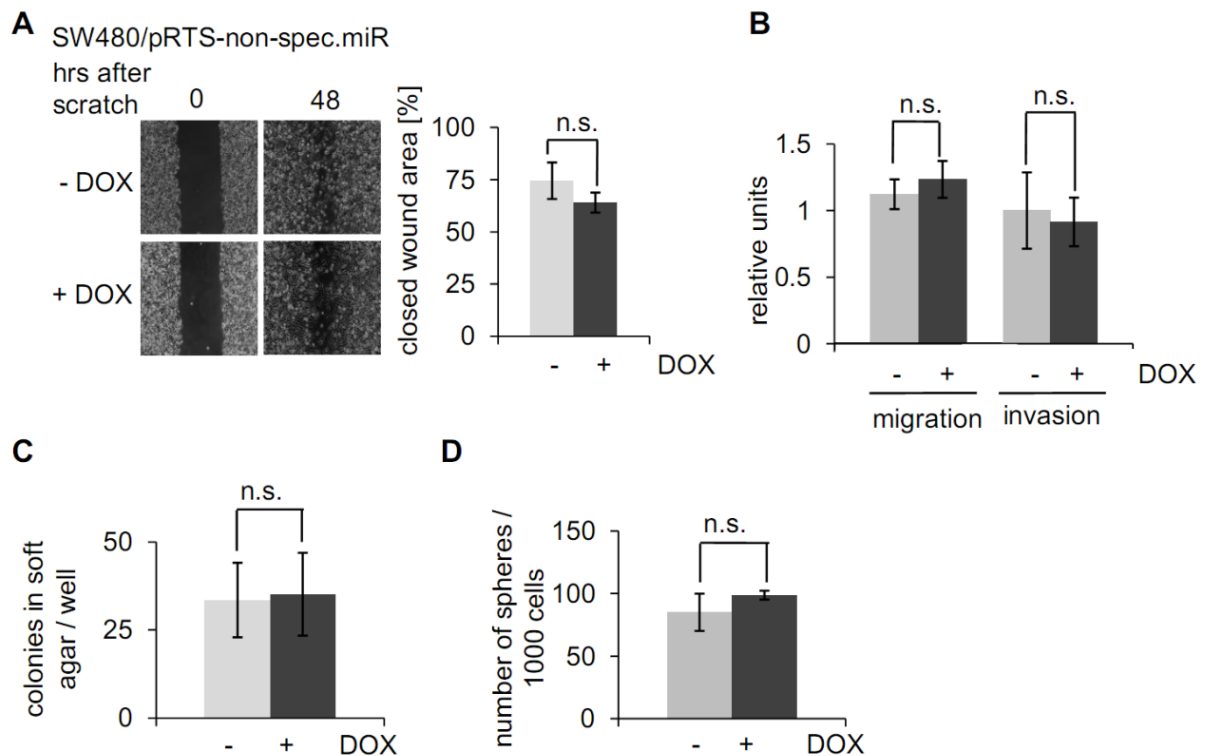 A
SW480/pRTS-non-spec.miR
hrs after
scratch
0
48
- DOX
+ DOX
closed wound area [%]
100
75
50
25
0
n.s.
- + DOX
B
relative units
1.5
1
0.5
0
n.s.
n.s.
- + - + DOX
migration invasion
C
colonies in soft
agar / well
50
25
0
n.s.
- + DOX
D
number of spheres /
1000 cells
150
100
50
0
n.s.
- + DOX